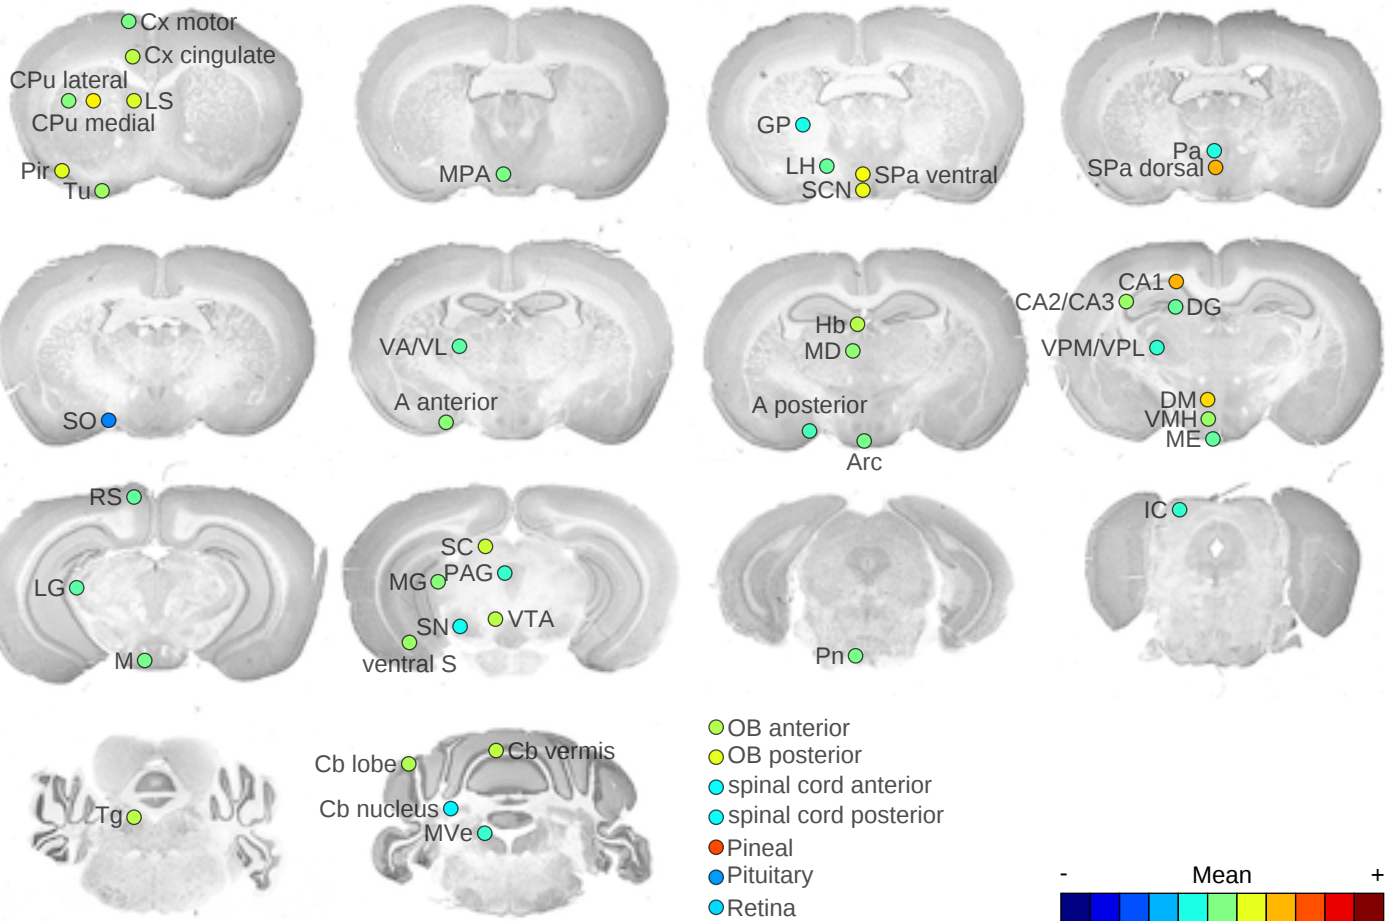 Cx motor
Cx cingulate
CPu lateral
LS
CPu medial
Pir
Tu
MPA
GP
LH
SPa ventral
SCN
Pa
SPa dorsal
SO
VA/VL
A anterior
Hb
MD
A posterior
Arc
CA1
CA2/CA3
DG
VPM/VPL
DM
VMH
ME
RS
LG
M
SC
PAG
MG
VTA
SN
ventral S
Pn
IC
Tg
Cb lobe
Cb vermis
Cb nucleus
MVe
OB anterior
OB posterior
spinal cord anterior
spinal cord posterior
Pineal
Pituitary
Retina
- Mean +